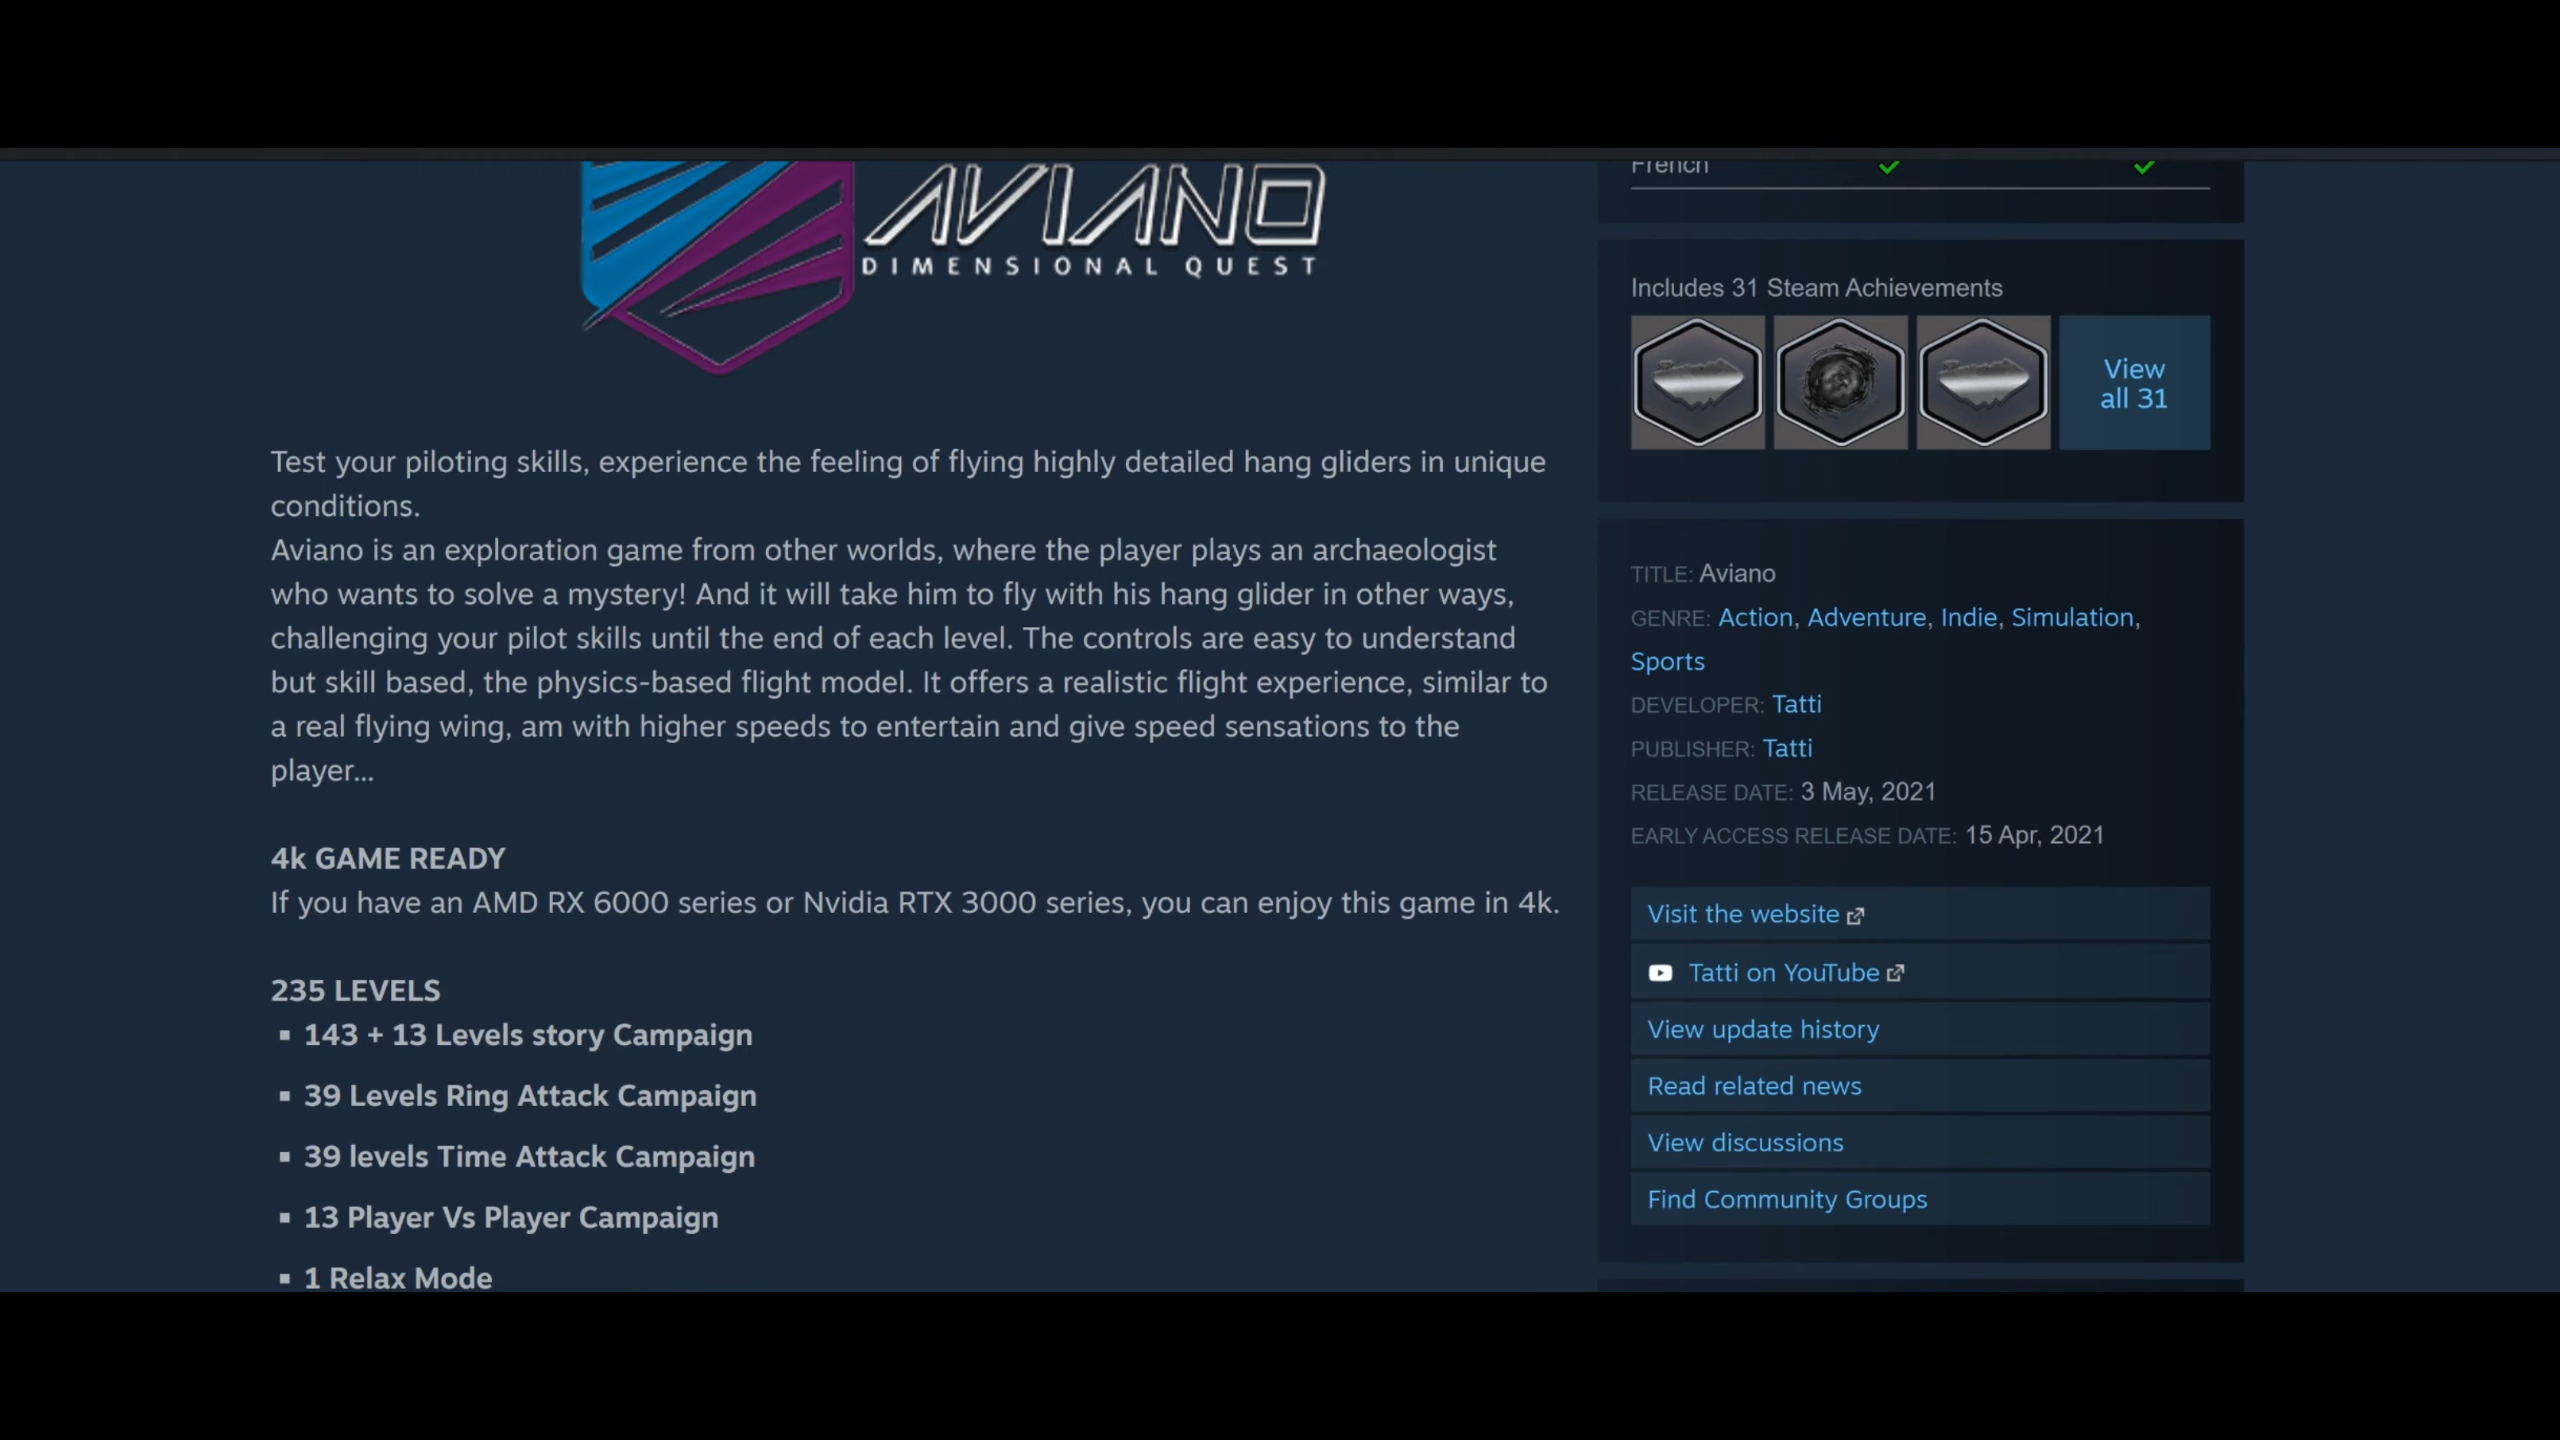 AVIANO
DIMENSIONAL QUEST
Test your piloting skills, experience the feeling of flying highly detailed hang gliders in unique
conditions.
Aviano is an exploration game from other worlds, where the player plays an archaeologist
who wants to solve a mystery! And it will take him to fly with his hang glider in other ways,
challenging your pilot skills until the end of each level. The controls are easy to understand
but skill based, the physics-based flight model. It offers a realistic flight experience, similar to
a real flying wing, am with higher speeds to entertain and give speed sensations to the
player...
4k GAME READY
If you have an AMD RX 6000 series or Nvidia RTX 3000 series, you can enjoy this game in 4k.
235 LEVELS
▪ 143 + 13 Levels story Campaign
▪ 39 Levels Ring Attack Campaign
▪ 39 levels Time Attack Campaign
▪ 13 Player Vs Player Campaign
▪ 1 Relax Mode
French
Includes 31 Steam Achievements
View
all 31
TITLE: Aviano
GENRE: Action, Adventure, Indie, Simulation,
Sports
DEVELOPER: Tatti
PUBLISHER: Tatti
RELEASE DATE: 3 May, 2021
EARLY ACCESS RELEASE DATE: 15 Apr, 2021
Visit the website
Tatti on YouTube
View update history
Read related news
View discussions
Find Community Groups